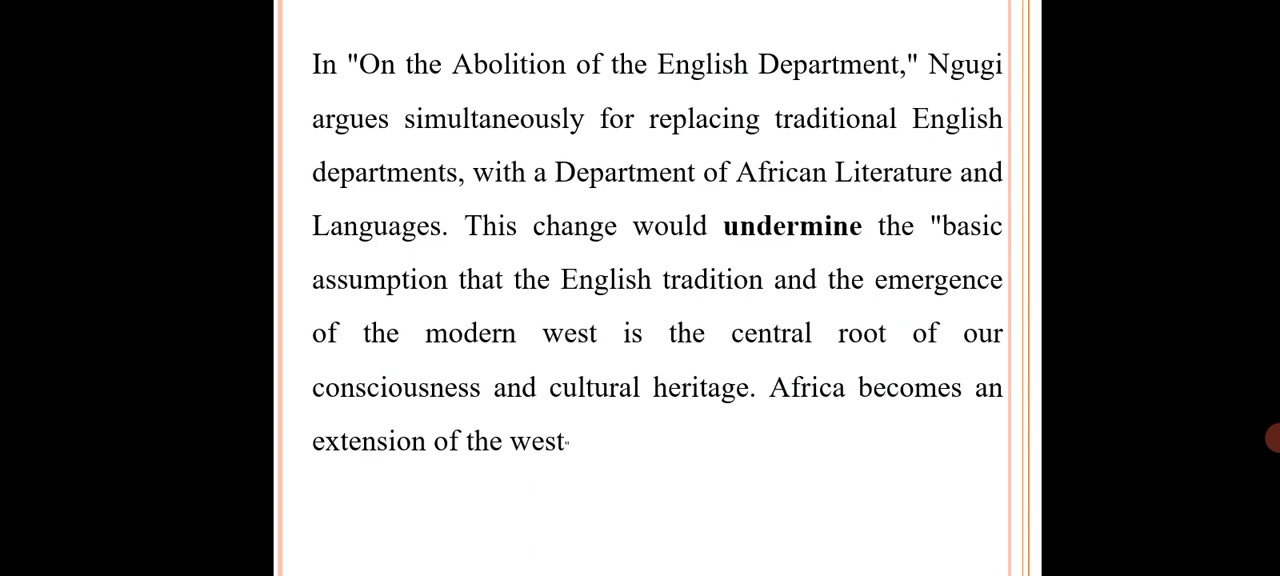 In "On the Abolition of the English Department," Ngugi
argues simultaneously for replacing traditional English
departments, with a Department of African Literature and
Languages. This change would undermine the "basic
assumption that the English tradition and the emergence
of the modern west is the central root of our
consciousness and cultural heritage. Africa becomes an
extension of the west"